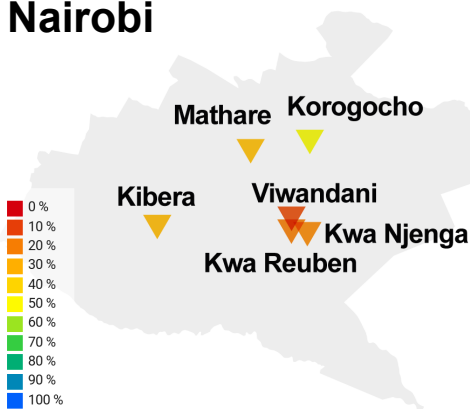 Nairobi
Korogocho
Mathare
Kibera
Viwandani
Kwa Njenga
Kwa Reuben
0 %
10 %
20 %
30 %
40 %
50 %
60 %
70 %
80 %
90 %
100 %